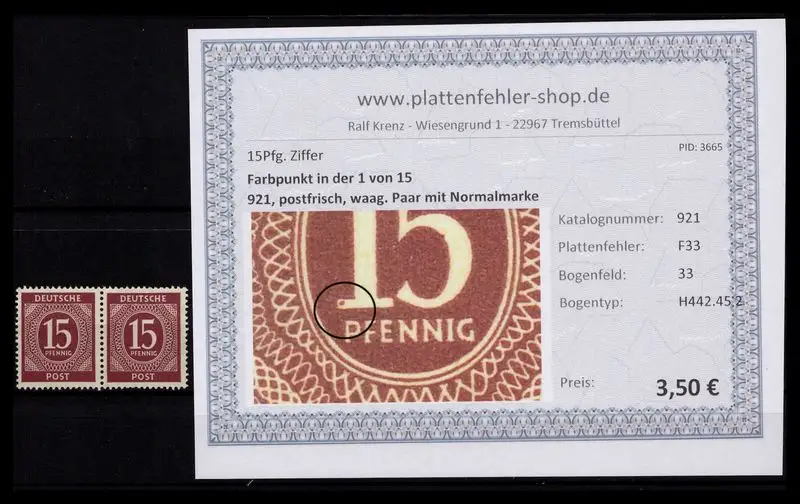 www.plattenfehler-shop.de
Ralf Krenz - Wiesengrund 1 - 22967 Tremsbüttel
PID: 3665
15Pfg. Ziffer
Farbpunkt in der 1 von 15
921, postfrisch, waag. Paar mit Normalmarke
15
PFENNIG
Katalognummer: 921
Plattenfehler: F33
Bogenfeld: 33
Bogentyp: H442.45 2
Preis: 3,50 €
DEUTSCHE DEUTSCHE
15 15
PFENNIG PFENNIG
POST POST